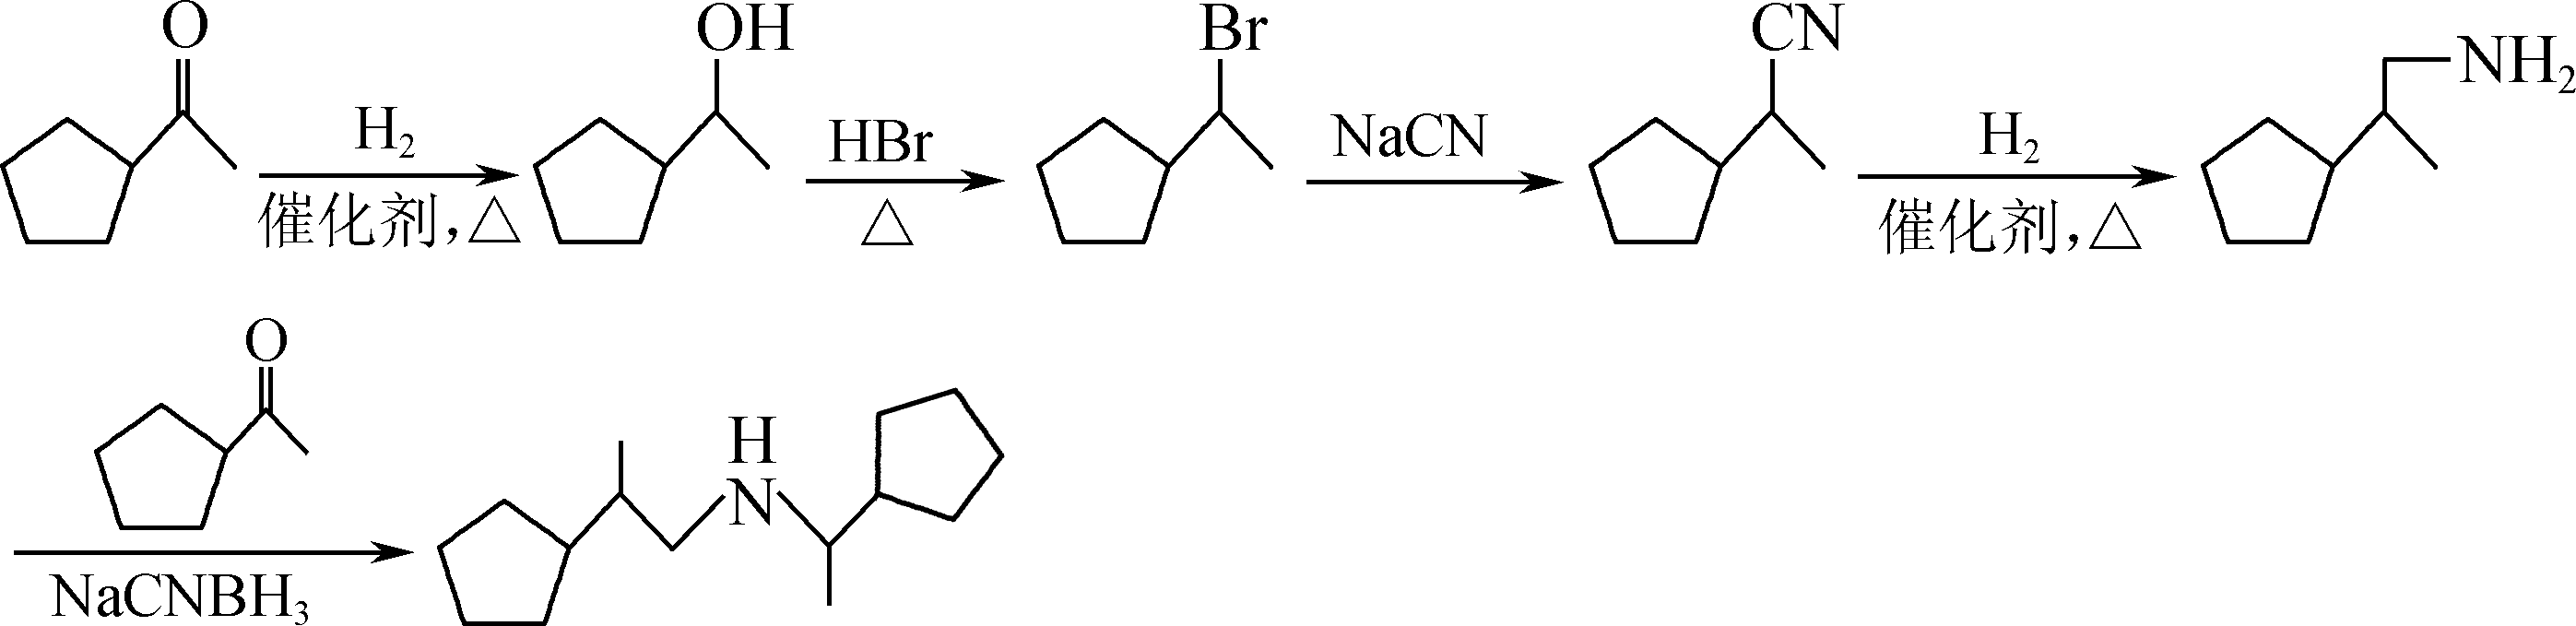 O
H₂
催化剂,△
OH
HBr
△
Br
NaCN
CN
H₂
催化剂,△
NH₂
O
NaCNBH₃
H
N